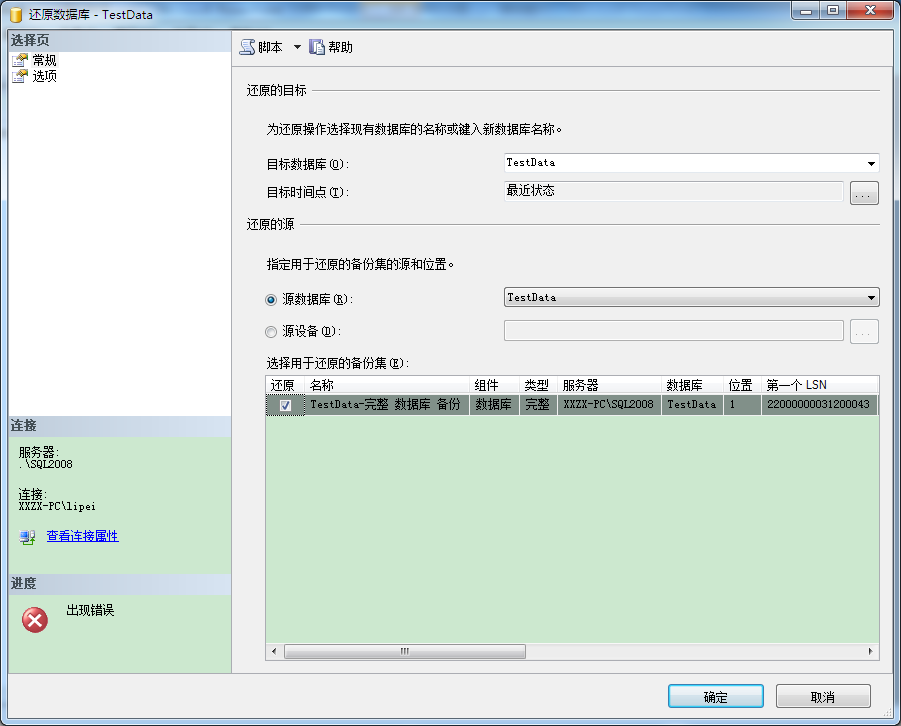 还原数据库 - TestData
选择页
常规
选项
脚本
帮助
还原的目标
为还原操作选择现有数据库的名称或键入新数据库名称。
目标数据库(O):
TestData
目标时间点(T):
最近状态
...
还原的源
指定用于还原的备份集的源和位置。
源数据库(R):
TestData
源设备(D):
...
选择用于还原的备份集(E):
还原 名称 组件 类型 服务器 数据库 位置 第一个 LSN
TestData-完整 数据库 备份 数据库 完整 XXZX-PC\SQL2008 TestData 1 22000000031200043
连接
服务器:
.\SQL2008
连接:
XXZX-PC\lipei
查看连接属性
进度
出现错误
确定
取消